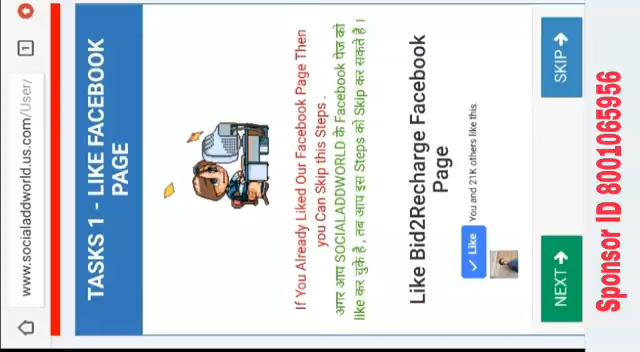 www.socialaddworld.us.com/User/
1
TASKS 1 - LIKE FACEBOOK
PAGE
If You Already Liked Our Facebook Page Then
you Can Skip this Steps .
अगर आप SOCIALADDWORLD के Facebook पेज को
like कर चुके है , तब आप इस Steps को Skip कर सकते है ।
Like Bid2Recharge Facebook
Page
Like You and 21K others like this.
NEXT
SKIP
Sponsor ID 8001065956